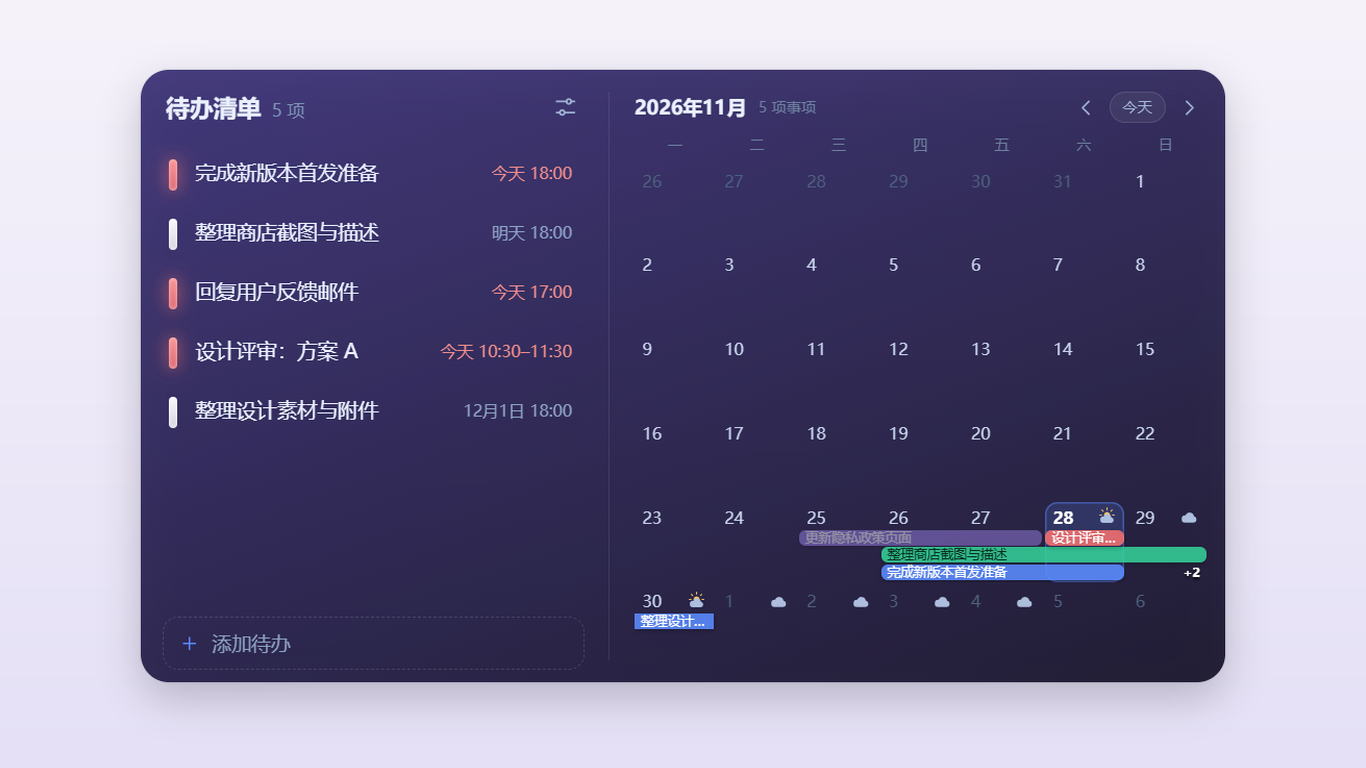 待办清单 5 项
完成新版本首发准备 今天 18:00
整理商店截图与描述 明天 18:00
回复用户反馈邮件 今天 17:00
设计评审：方案 A 今天 10:30–11:30
整理设计素材与附件 12月1日 18:00
+ 添加待办
2026年11月 5 项事项 今天
一 二 三 四 五 六 日
26 27 28 29 30 31 1
2 3 4 5 6 7 8
9 10 11 12 13 14 15
16 17 18 19 20 21 22
23 24 25 26 27 28 29
更新隐私政策页面 设计评审...
整理商店截图与描述
完成新版本首发准备 +2
30 1 2 3 4 5 6
整理设计...